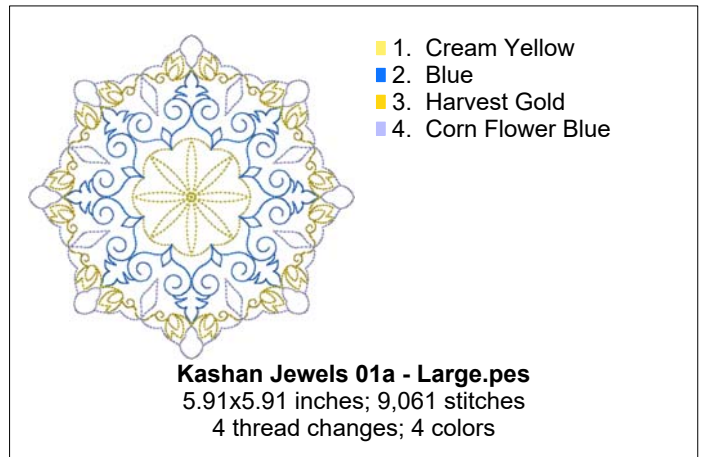 1. Cream Yellow
2. Blue
3. Harvest Gold
4. Corn Flower Blue
Kashan Jewels 01a - Large.pes
5.91x5.91 inches; 9,061 stitches
4 thread changes; 4 colors